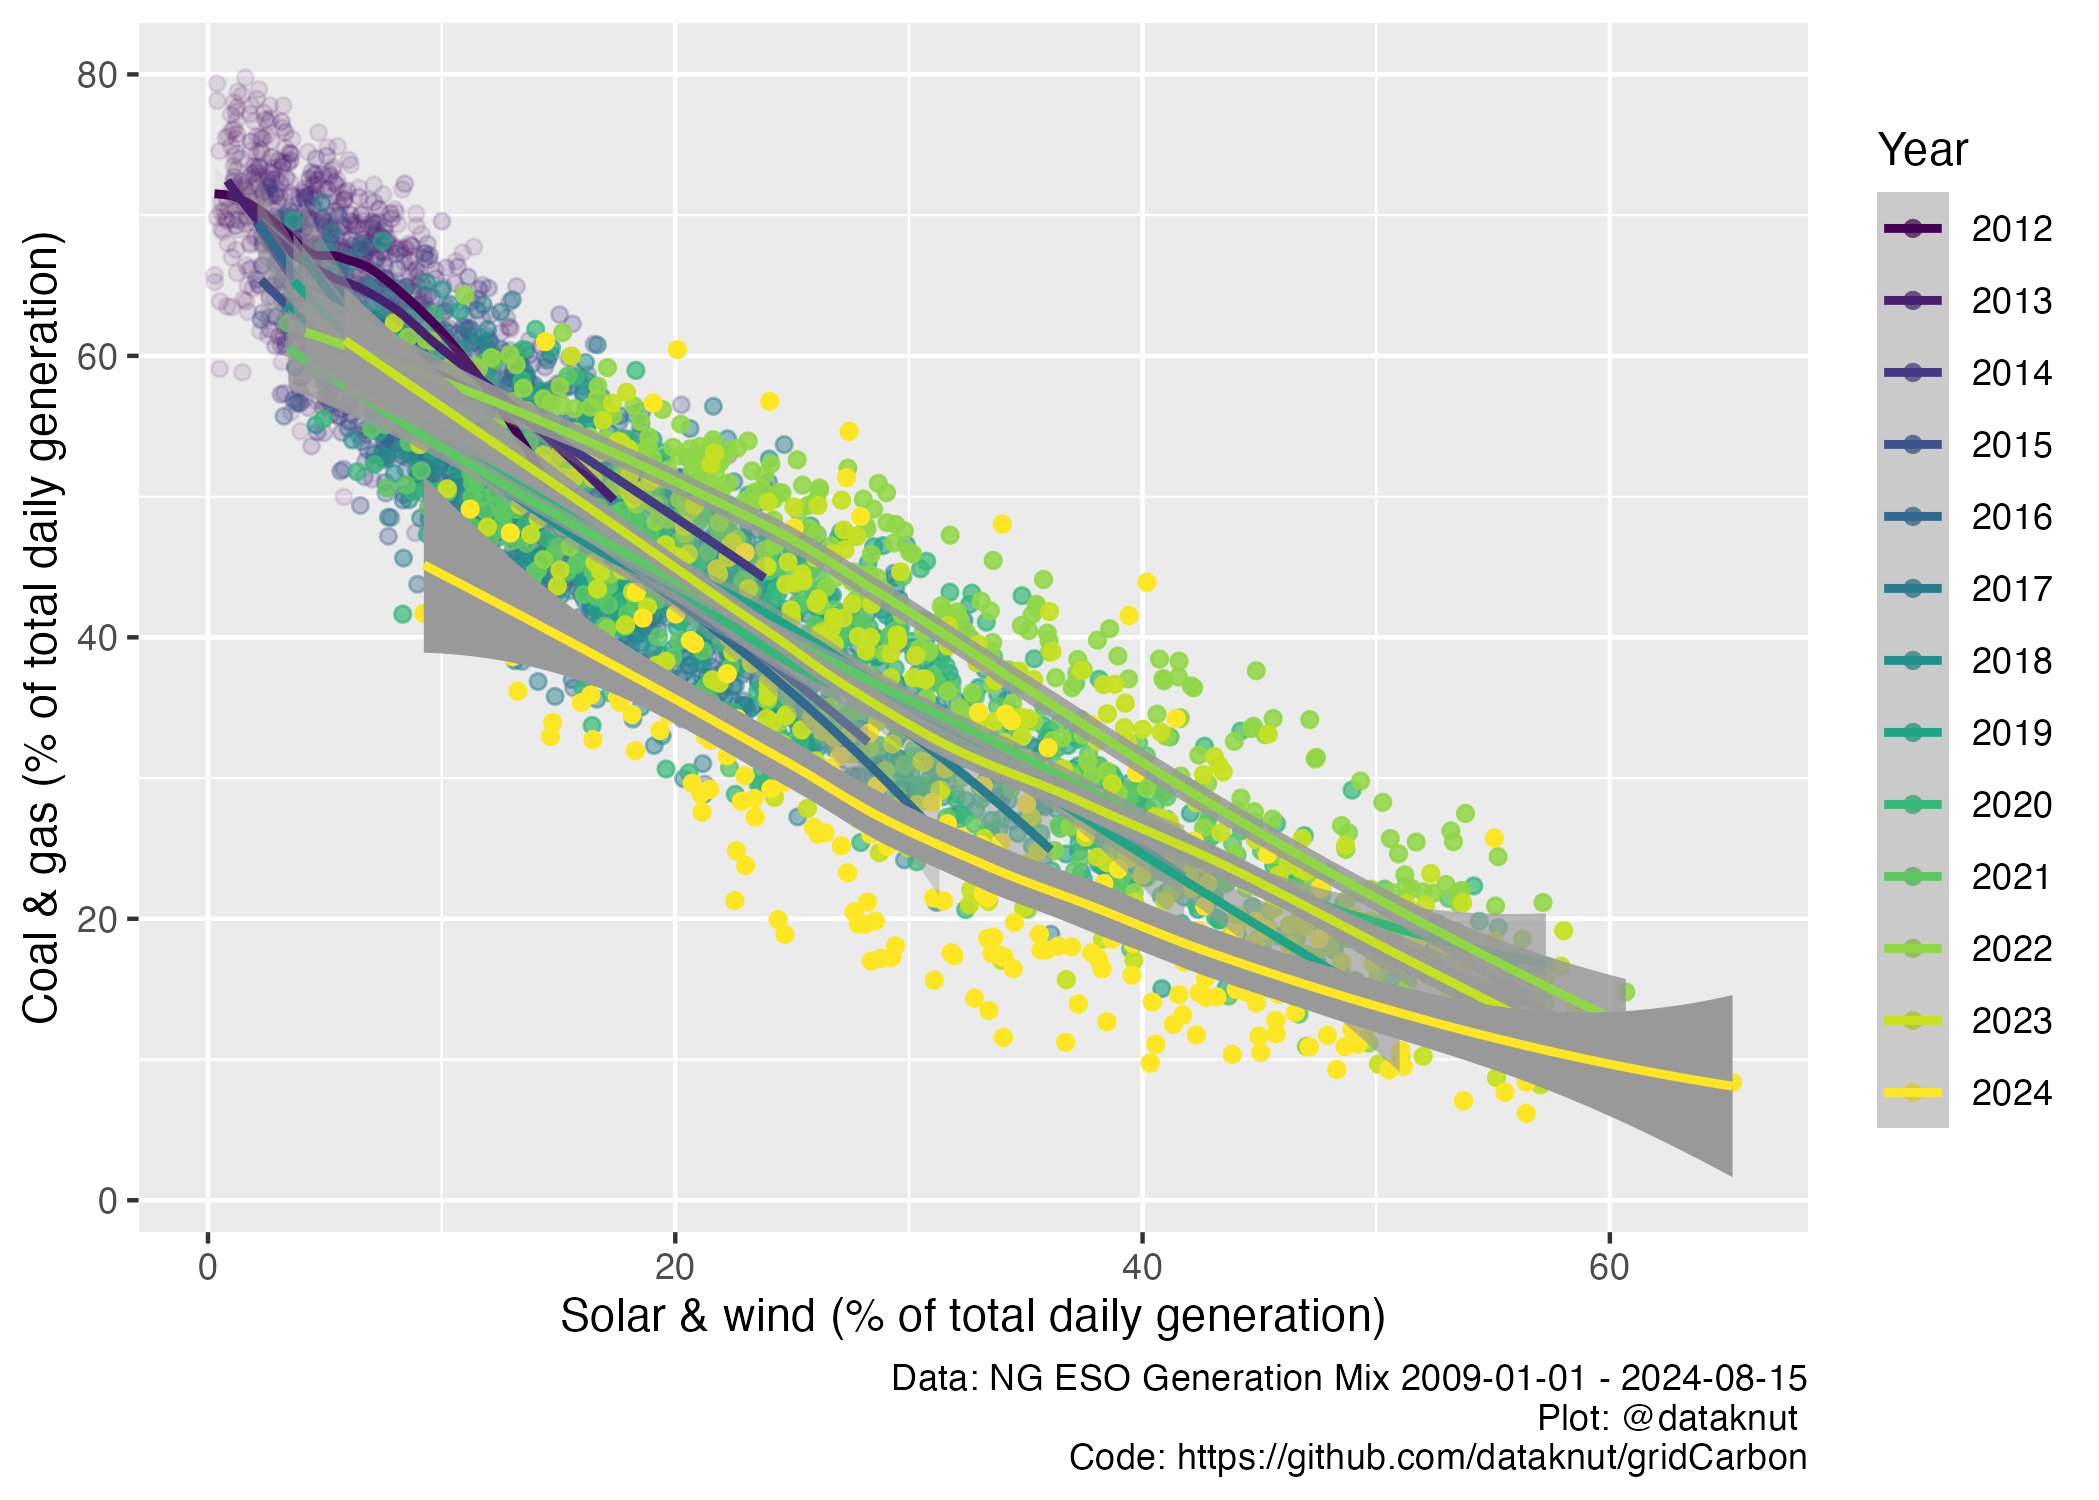 80
60
40
20
0
Coal & gas (% of total daily generation)
0 20 40 60
Solar & wind (% of total daily generation)
Year
2012
2013
2014
2015
2016
2017
2018
2019
2020
2021
2022
2023
2024
Data: NG ESO Generation Mix 2009-01-01 - 2024-08-15
Plot: @dataknut
Code: https://github.com/dataknut/gridCarbon